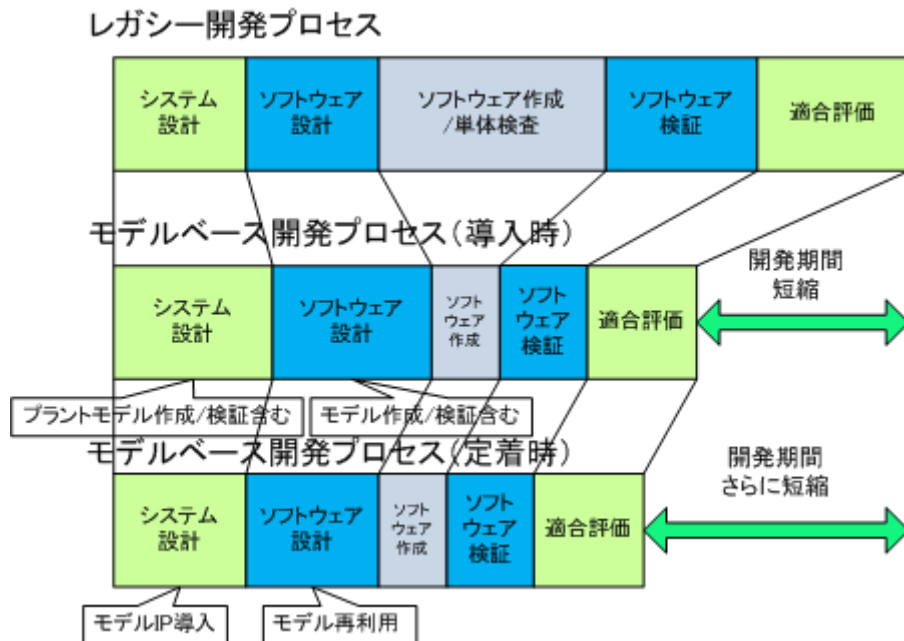 レガシー開発プロセス
システム
設計
ソフトウェア
設計
ソフトウェア作成
/単体検査
ソフトウェア
検証
適合評価
モデルベース開発プロセス(導入時)
システム
設計
ソフトウェア
設計
ソフト
ウェア
作成
ソフト
ウェア
検証
適合評価
開発期間
短縮
プラントモデル作成/検証含む
モデル作成/検証含む
モデルベース開発プロセス(定着時)
システム
設計
ソフトウェア
設計
ソフト
ウェア
作成
ソフト
ウェア
検証
適合評価
開発期間
さらに短縮
モデルIP導入
モデル再利用